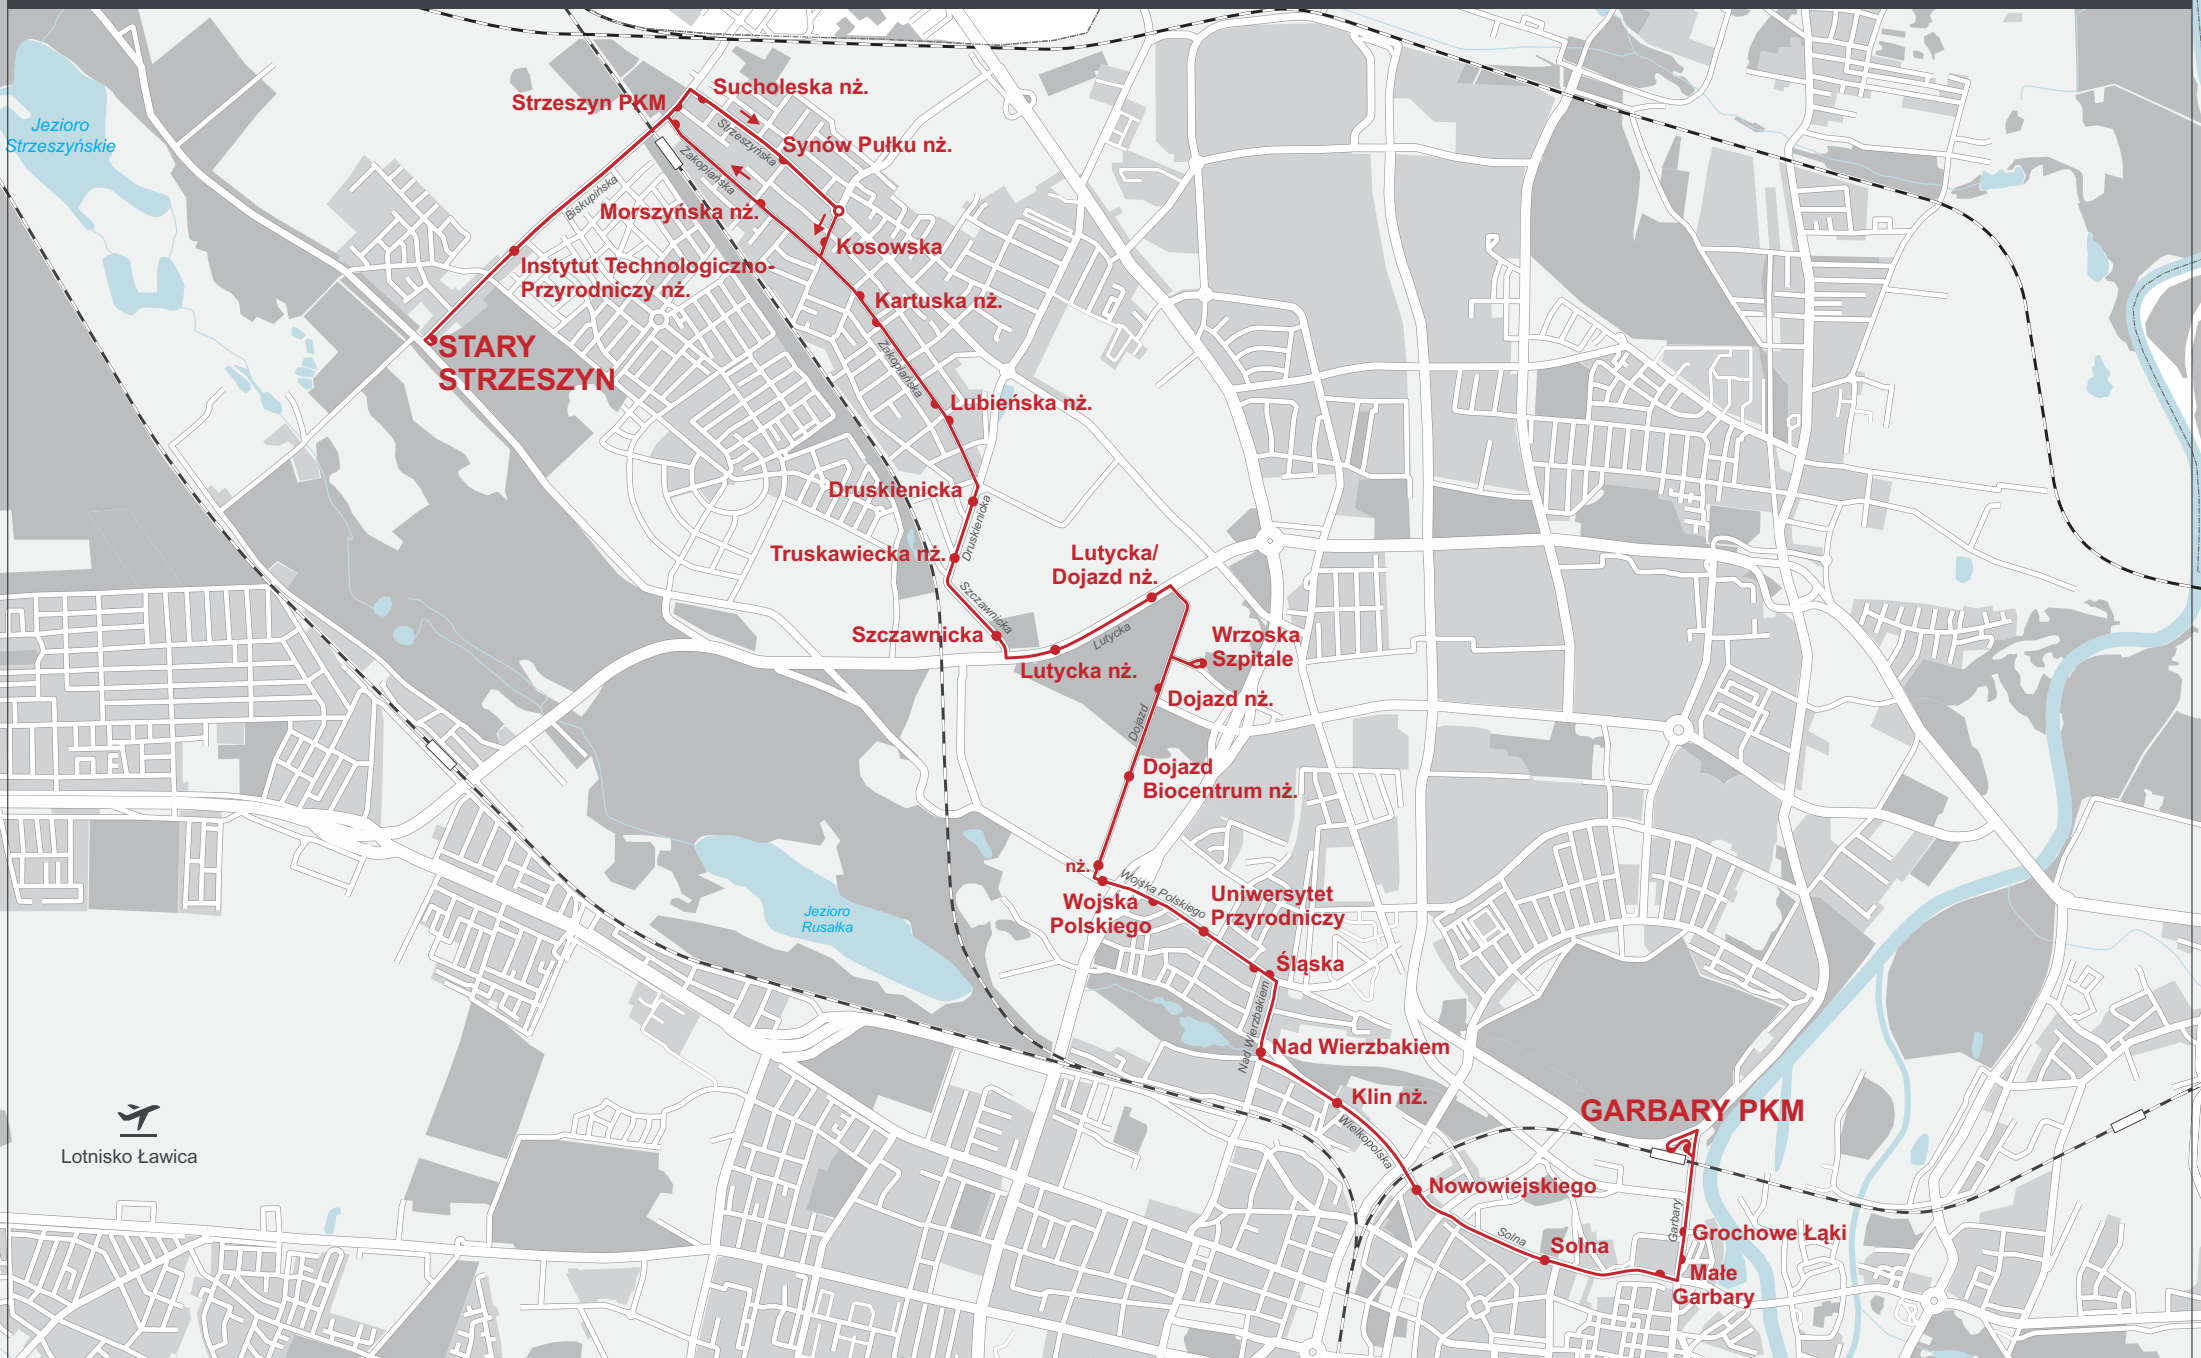 Sucholeska nż.
Strzeszyn PKM
Jezioro
Strzeszyńskie
Strzeszyńska
Synów Pułku nż.
Zakopiańska
Biskupińska
Morszyńska nż.
Kosowska
Instytut Technologiczno-
Przyrodniczy nż.
Kartuska nż.
STARY
STRZESZYN
Zakopiańska
Lubieńska nż.
Druskienicka
Druskienicka
Truskawiecka nż.
Lutycka/
Dojazd nż.
Szczawnicka
Szczawnicka
Lutycka
Wrzoska
Szpitale
Lutycka nż.
Dojazd nż.
Dojazd
Dojazd
Biocentrum nż.
nż.
Wojska Polskiego
Wojska
Polskiego
Uniwersytet
Przyrodniczy
Jezioro
Rusałka
Śląska
Nad Wierzbakiem
Nad Wierzbakiem
Klin nż.
GARBARY PKM
Wielkopolska
Lotnisko Ławica
Nowowiejskiego
Garbary
Grochowe Łąki
Solna
Solna
Małe
Garbary